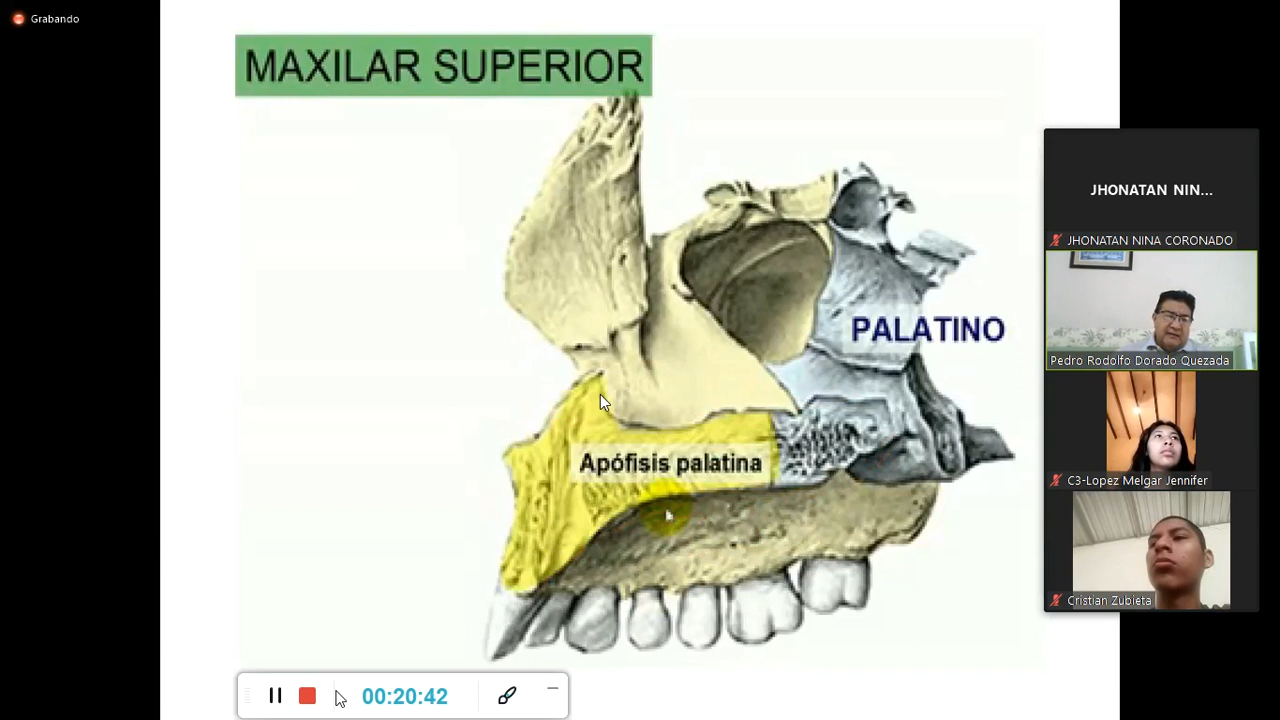 Grabando
MAXILAR SUPERIOR
PALATINO
Apófisis palatina
JHONATAN NIN...
JHONATAN NINA CORONADO
Pedro Rodolfo Dorado Quezada
C3-Lopez Melgar Jennifer
Cristian Zubieta
00:20:42